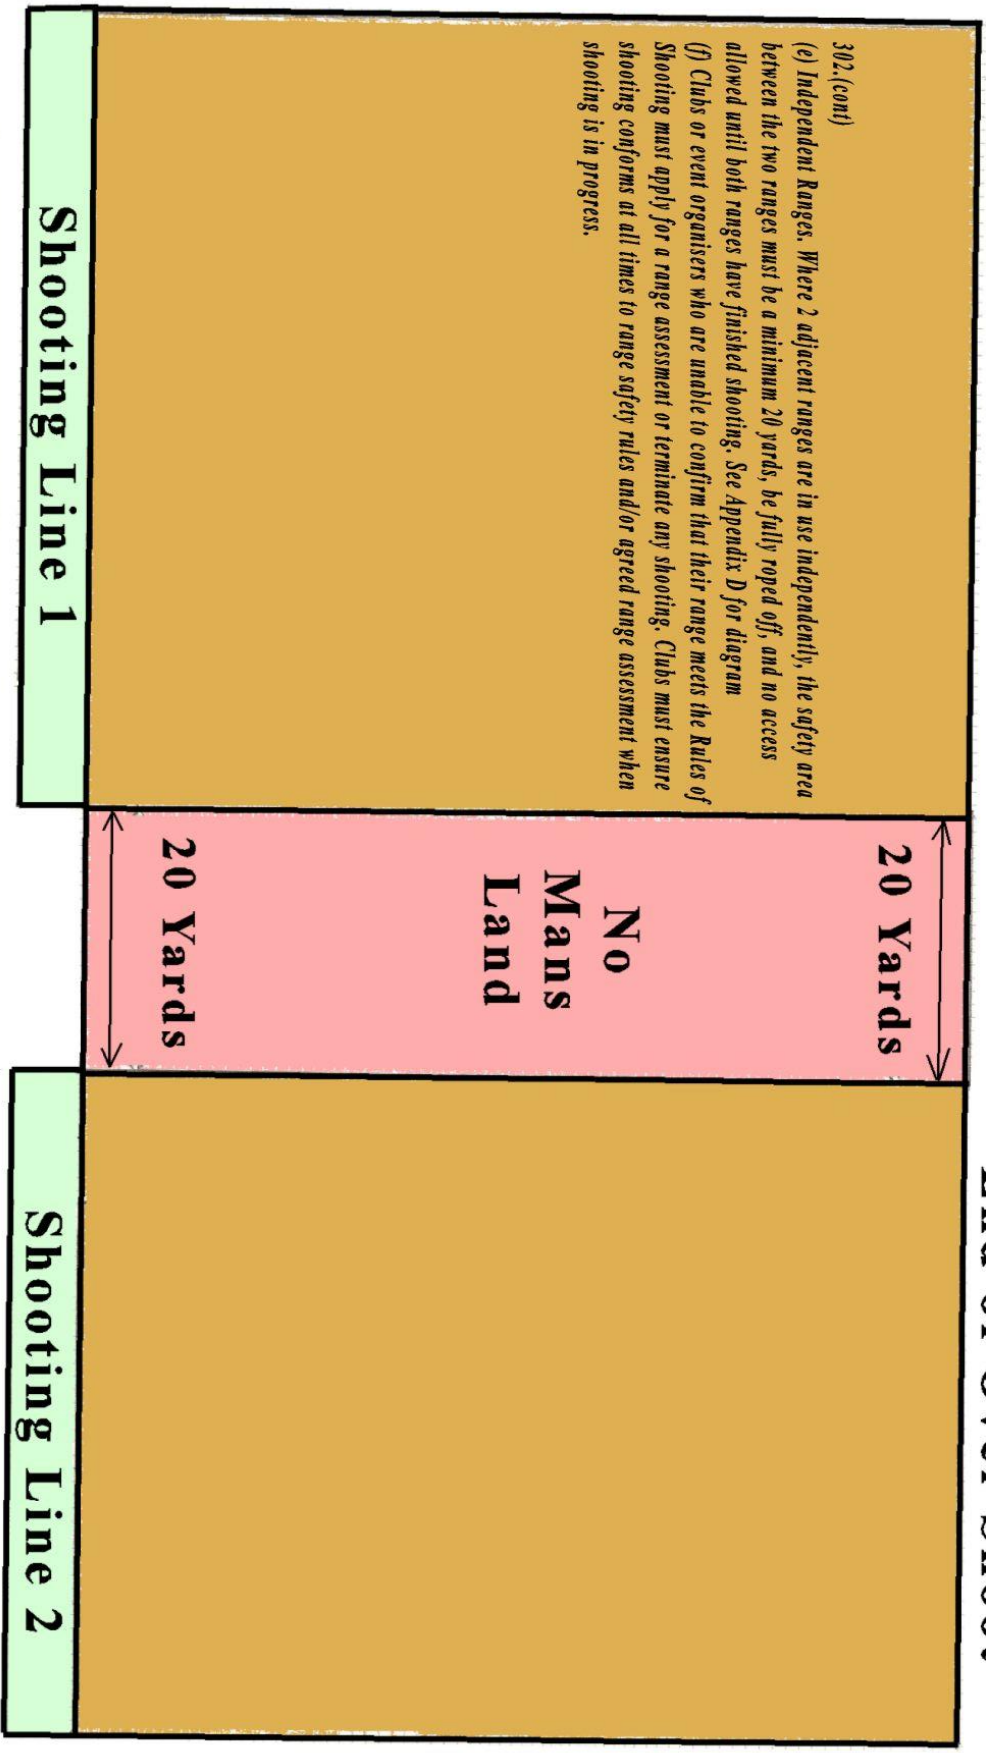 302.(cont)
(e) Independent Ranges. Where 2 adjacent ranges are in use independently, the safety area
between the two ranges must be a minimum 20 yards, be fully roped off, and no access
allowed until both ranges have finished shooting. See Appendix D for diagram
(f) Clubs or event organisers who are unable to confirm that their range meets the Rules of
Shooting must apply for a range assessment or terminate any shooting. Clubs must ensure
shooting conforms at all times to range safety rules and/or agreed range assessment when
shooting is in progress.
20 Yards
No
Mans
Land
20 Yards
Shooting Line 1
Shooting Line 2